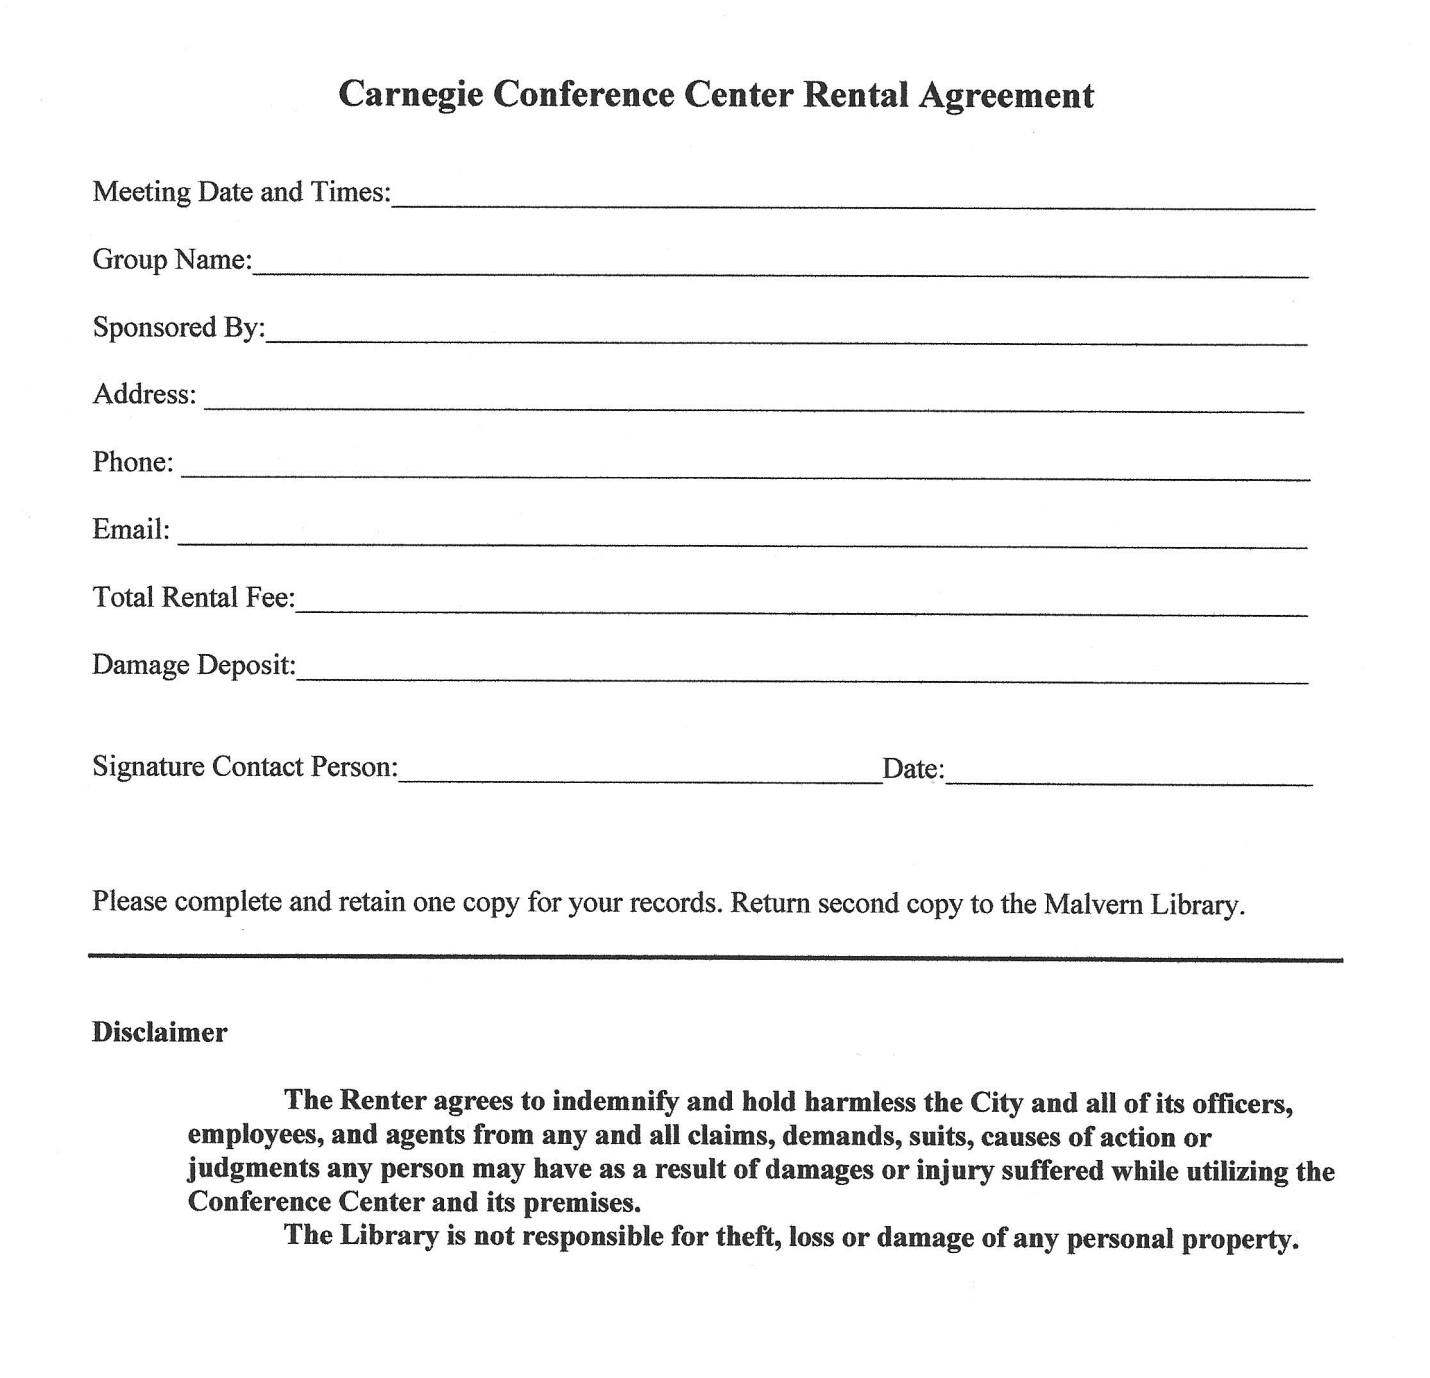 Carnegie Conference Center Rental Agreement
Meeting Date and Times:
Group Name:
Sponsored By:
Address:
Phone:
Email:
Total Rental Fee:
Damage Deposit:
Signature Contact Person: Date:
Please complete and retain one copy for your records. Return second copy to the Malvern Library.
Disclaimer
The Renter agrees to indemnify and hold harmless the City and all of its officers,
employees, and agents from any and all claims, demands, suits, causes of action or
judgments any person may have as a result of damages or injury suffered while utilizing the
Conference Center and its premises.
The Library is not responsible for theft, loss or damage of any personal property.